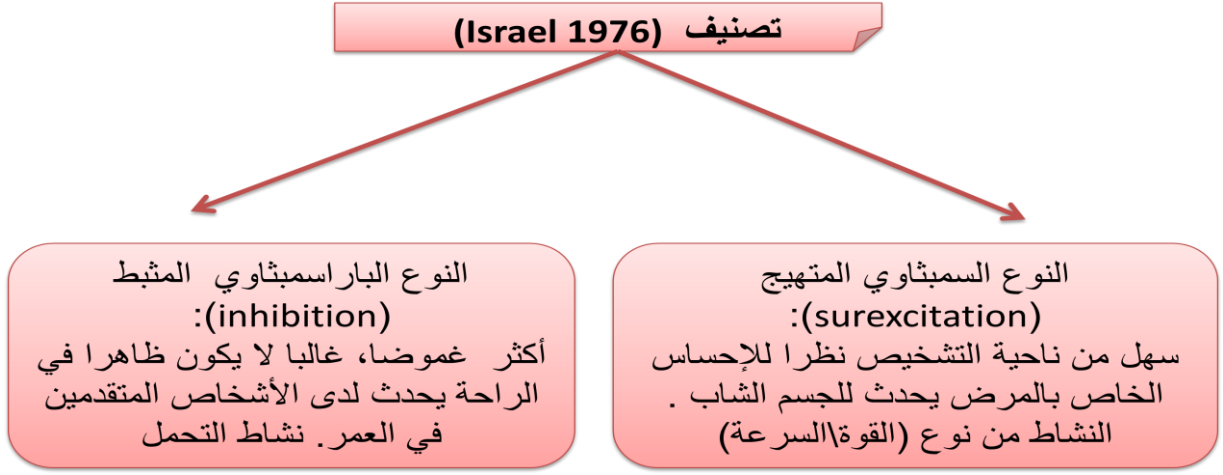 تصنيف (Israel 1976)
النوع السمبثاوي المتهيج
(surexcitation):
سهل من ناحية التشخيص نظرا للإحساس
الخاص بالمرض يحدث للجسم الشاب .
النشاط من نوع (القوة\السرعة)
النوع الباراسمبثاوي المثبط
(inhibition):
أكثر غموضا، غالبا لا يكون ظاهرا في
الراحة يحدث لدى الأشخاص المتقدمين
في العمر. نشاط التحمل